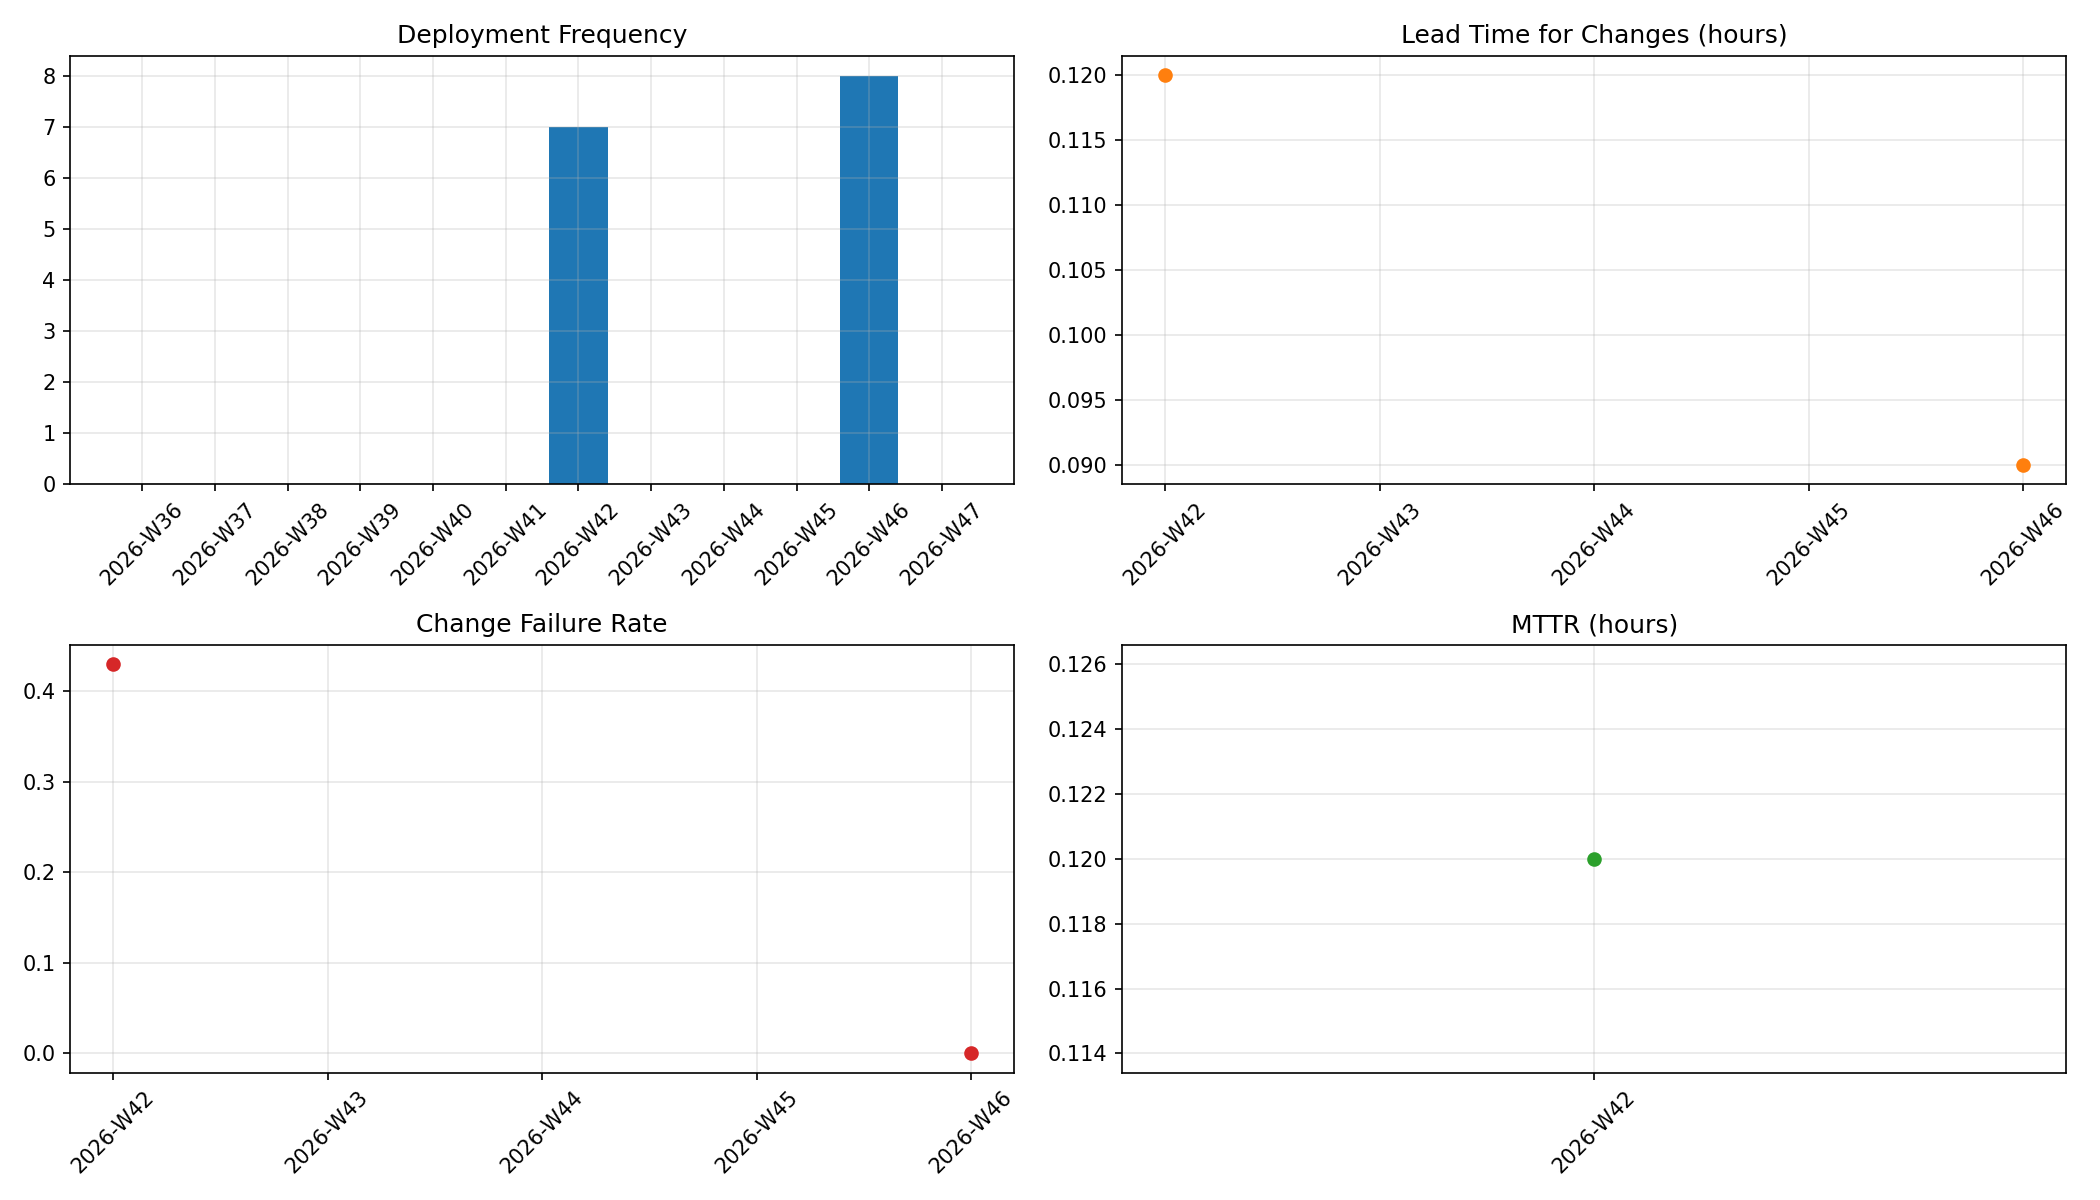 Deployment Frequency
8
7
6
5
4
3
2
1
0
2026-W36
2026-W37
2026-W38
2026-W39
2026-W40
2026-W41
2026-W42
2026-W43
2026-W44
2026-W45
2026-W46
2026-W47
Lead Time for Changes (hours)
0.120
0.115
0.110
0.105
0.100
0.095
0.090
2026-W42
2026-W43
2026-W44
2026-W45
2026-W46
Change Failure Rate
0.4
0.3
0.2
0.1
0.0
2026-W42
2026-W43
2026-W44
2026-W45
2026-W46
MTTR (hours)
0.126
0.124
0.122
0.120
0.118
0.116
0.114
2026-W42